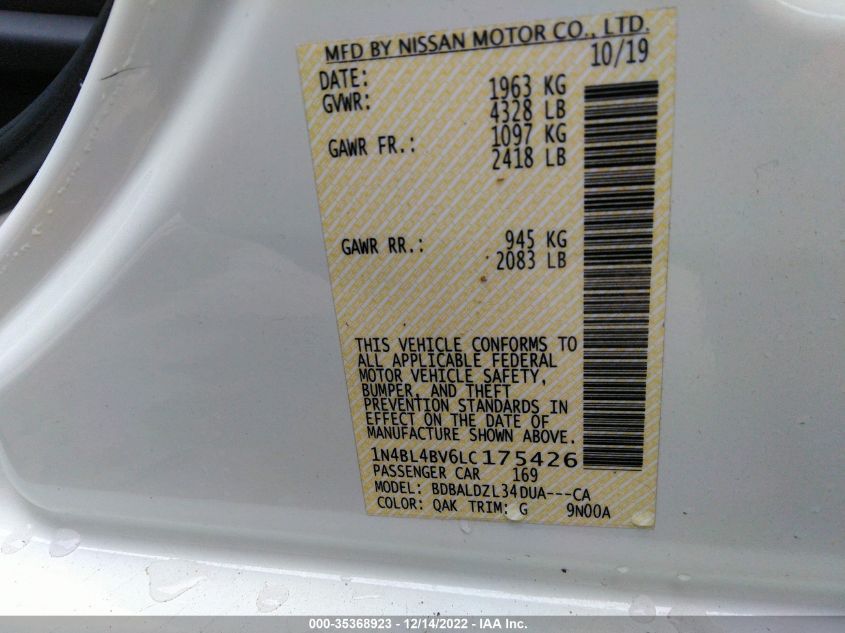 MFD BY NISSAN MOTOR CO., LTD.
DATE: 10/19
GVWR: 1963 KG
4328 LB
GAWR FR.: 1097 KG
2418 LB
GAWR RR.: 945 KG
2083 LB
THIS VEHICLE CONFORMS TO
ALL APPLICABLE FEDERAL
MOTOR VEHICLE SAFETY,
BUMPER, AND THEFT
PREVENTION STANDARDS IN
EFFECT ON THE DATE OF
MANUFACTURE SHOWN ABOVE.
1N4BL4BV6LC175426
PASSENGER CAR 169
MODEL: BDBALDZL34DUA---CA
COLOR: QAK TRIM: G 9N00A
000-35368923 - 12/14/2022 - IAA Inc.